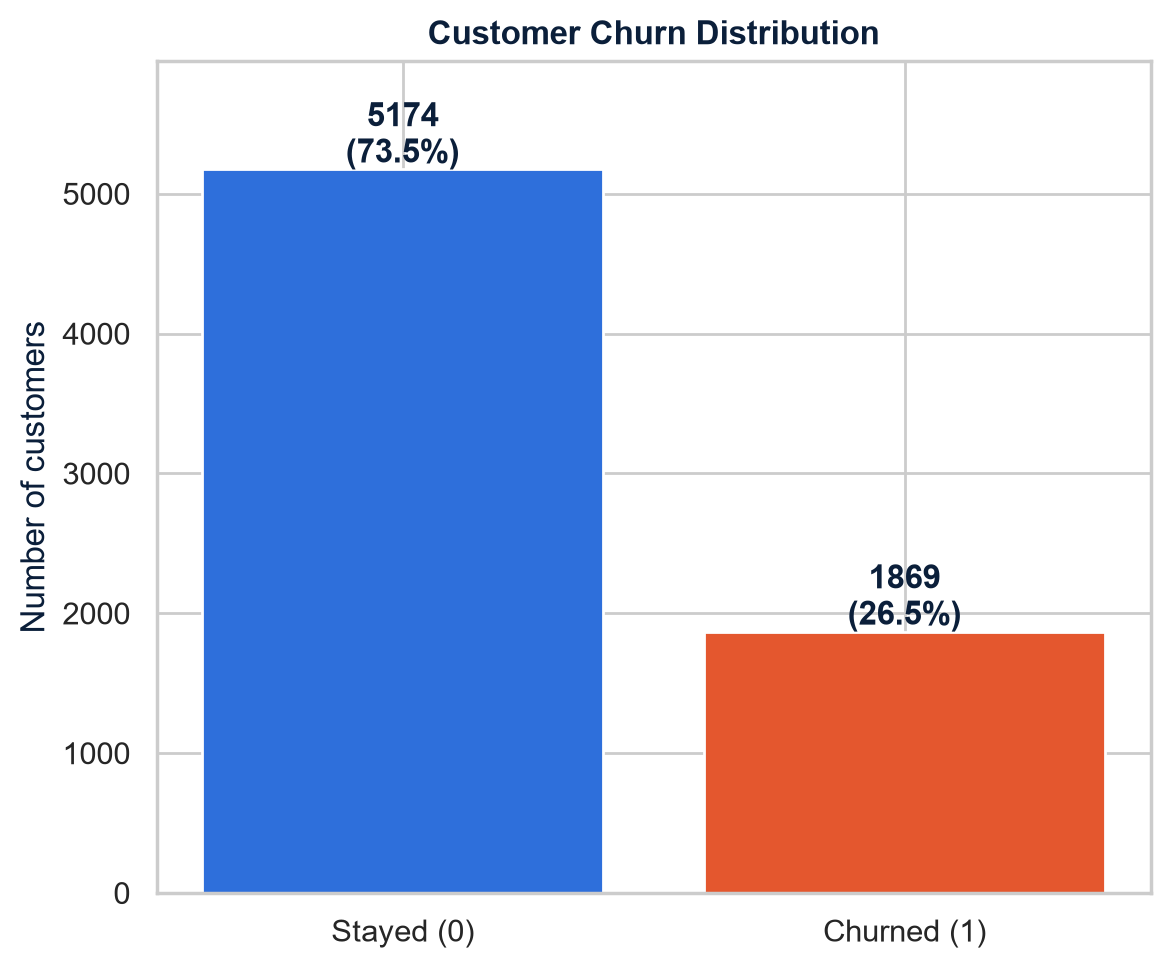 Customer Churn Distribution
5174
(73.5%)
1869
(26.5%)
Number of customers
5000
4000
3000
2000
1000
0
Stayed (0)
Churned (1)